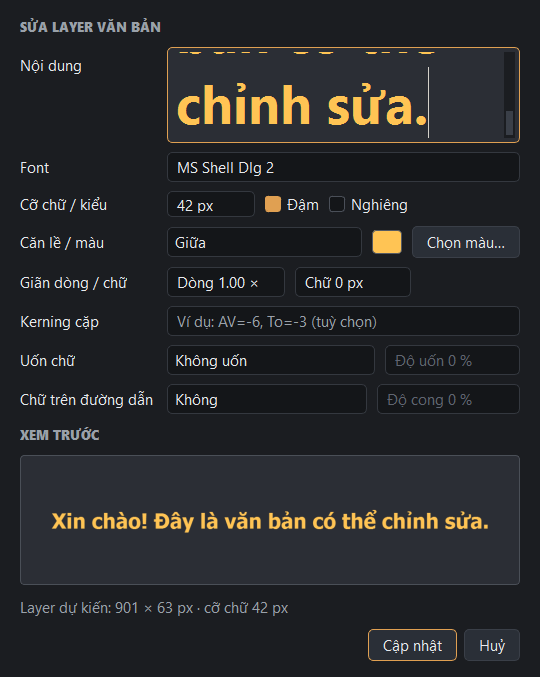 SỬA LAYER VĂN BẢN
Nội dung
chỉnh sửa.
Font
MS Shell Dlg 2
Cỡ chữ / kiểu
42 px
Đậm
Nghiêng
Căn lề / màu
Giữa
Chọn màu...
Giãn dòng / chữ
Dòng 1.00 ×
Chữ 0 px
Kerning cặp
Ví dụ: AV=-6, To=-3 (tuỳ chọn)
Uốn chữ
Không uốn
Độ uốn 0 %
Chữ trên đường dẫn
Không
Độ cong 0 %
XEM TRƯỚC
Xin chào! Đây là văn bản có thể chỉnh sửa.
Layer dự kiến: 901 × 63 px · cỡ chữ 42 px
Cập nhật
Huỷ